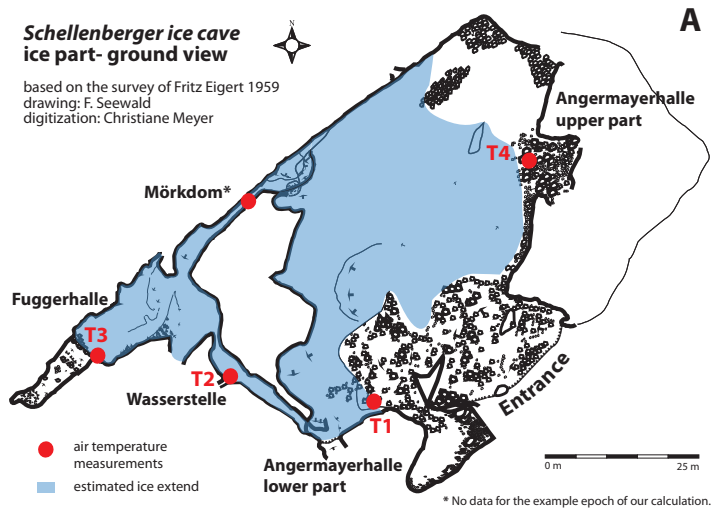 Schellenberger ice cave
ice part- ground view
based on the survey of Fritz Eigert 1959
drawing: F. Seewald
digitization: Christiane Meyer
N
A
Angermayerhalle
upper part
T4
Mörkdom*
Fuggerhalle
T3
T2
Wasserstelle
Entrance
T1
air temperature
measurements
estimated ice extend
Angermayerhalle
lower part
0 m
25 m
* No data for the example epoch of our calculation.